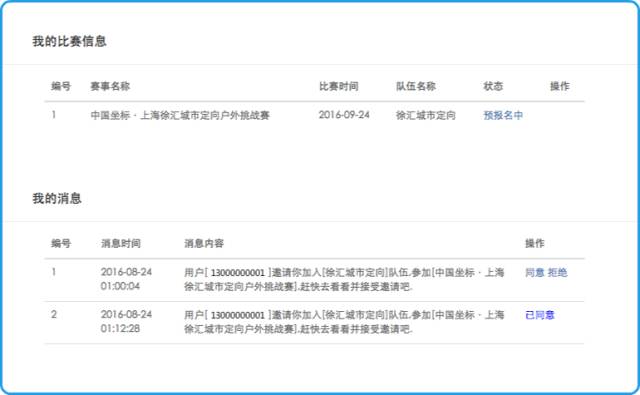 我的比赛信息
编号 赛事名称 比赛时间 队伍名称 状态 操作
1 中国坐标·上海徐汇城市定向户外挑战赛 2016-09-24 徐汇城市定向 预报名中
我的消息
编号 消息时间 消息内容 操作
1 2016-08-24 用户[ 13000000001 ]邀请你加入[徐汇城市定向]队伍,参加[中国坐标·上海 同意 拒绝
01:00:04 徐汇城市定向户外挑战赛],赶快去看看并接受邀请吧.
2 2016-08-24 用户[ 13000000001 ]邀请你加入[徐汇城市定向]队伍,参加[中国坐标·上海 已同意
01:12:28 徐汇城市定向户外挑战赛],赶快去看看并接受邀请吧.